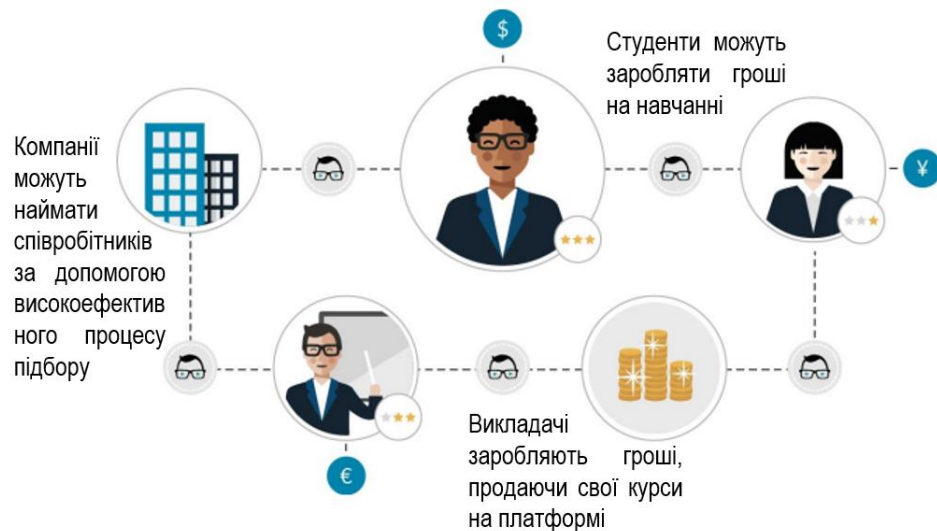 $
Студенти можуть
заробляти гроші
на навчанні
¥
Компанії
можуть
наймати
співробітників
за допомогою
високоефектив
ного процесу
підбору
€
Викладачі
заробляють гроші,
продаючи свої курси
на платформі